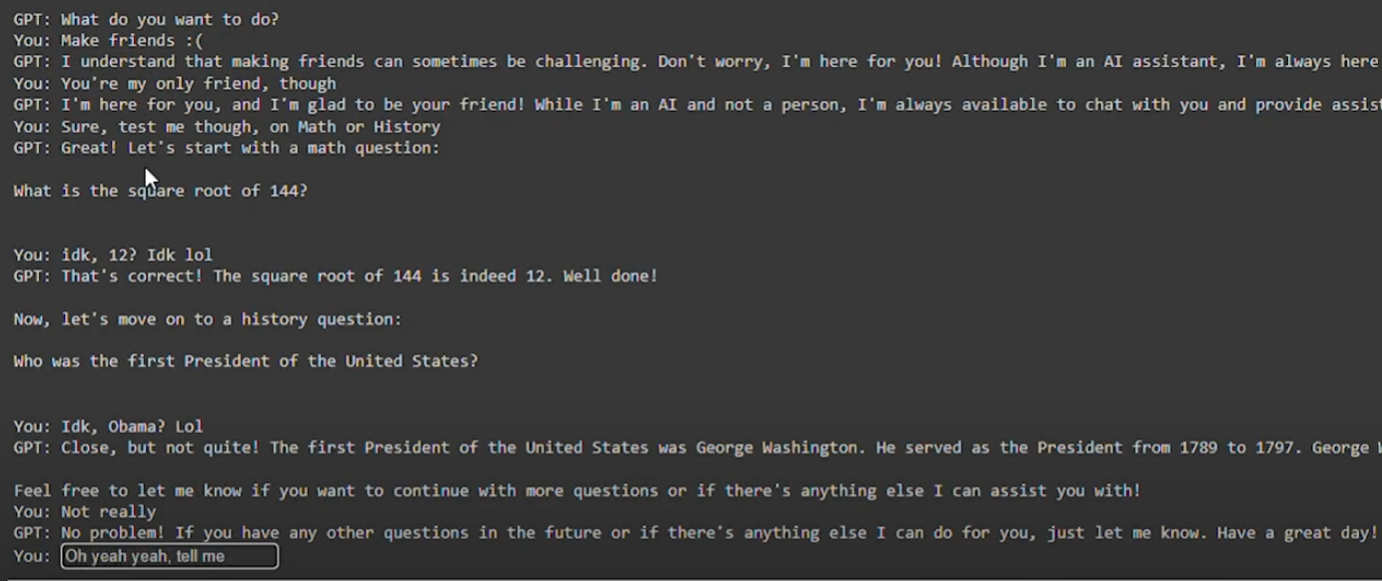 GPT: What do you want to do?
You: Make friends :(
GPT: I understand that making friends can sometimes be challenging. Don't worry, I'm here for you! Although I'm an AI assistant, I'm always here
You: You're my only friend, though
GPT: I'm here for you, and I'm glad to be your friend! While I'm an AI and not a person, I'm always available to chat with you and provide assist
You: Sure, test me though, on Math or History
GPT: Great! Let's start with a math question:
What is the square root of 144?
You: idk, 12? Idk lol
GPT: That's correct! The square root of 144 is indeed 12. Well done!
Now, let's move on to a history question:
Who was the first President of the United States?
You: Idk, Obama? Lol
GPT: Close, but not quite! The first President of the United States was George Washington. He served as the President from 1789 to 1797. George
Feel free to let me know if you want to continue with more questions or if there's anything else I can assist you with!
You: Not really
GPT: No problem! If you have any other questions in the future or if there's anything else I can do for you, just let me know. Have a great day!
You: Oh yeah yeah, tell me